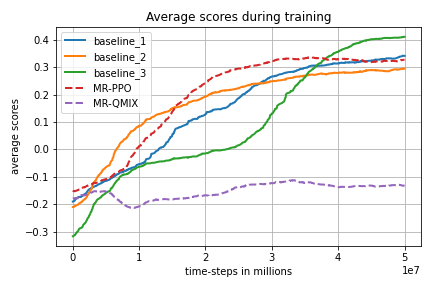 Average scores during training
average scores
0.4
0.3
0.2
0.1
0.0
−0.1
−0.2
−0.3
baseline_1
baseline_2
baseline_3
MR-PPO
MR-QMIX
0 1 2 3 4 5
1e7
time-steps in millions